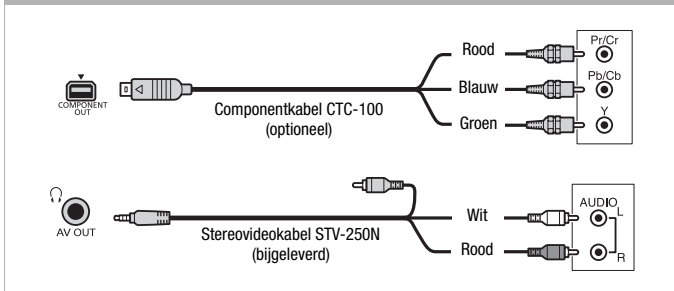 Rood
Pr/Cr
Blauw
Pb/Cb
COMPONENT
OUT
Componentkabel CTC-100
(optioneel)
Groen
Y
AV OUT
Stereovideokabel STV-250N
(bijgeleverd)
Wit
Rood
AUDIO
L
R